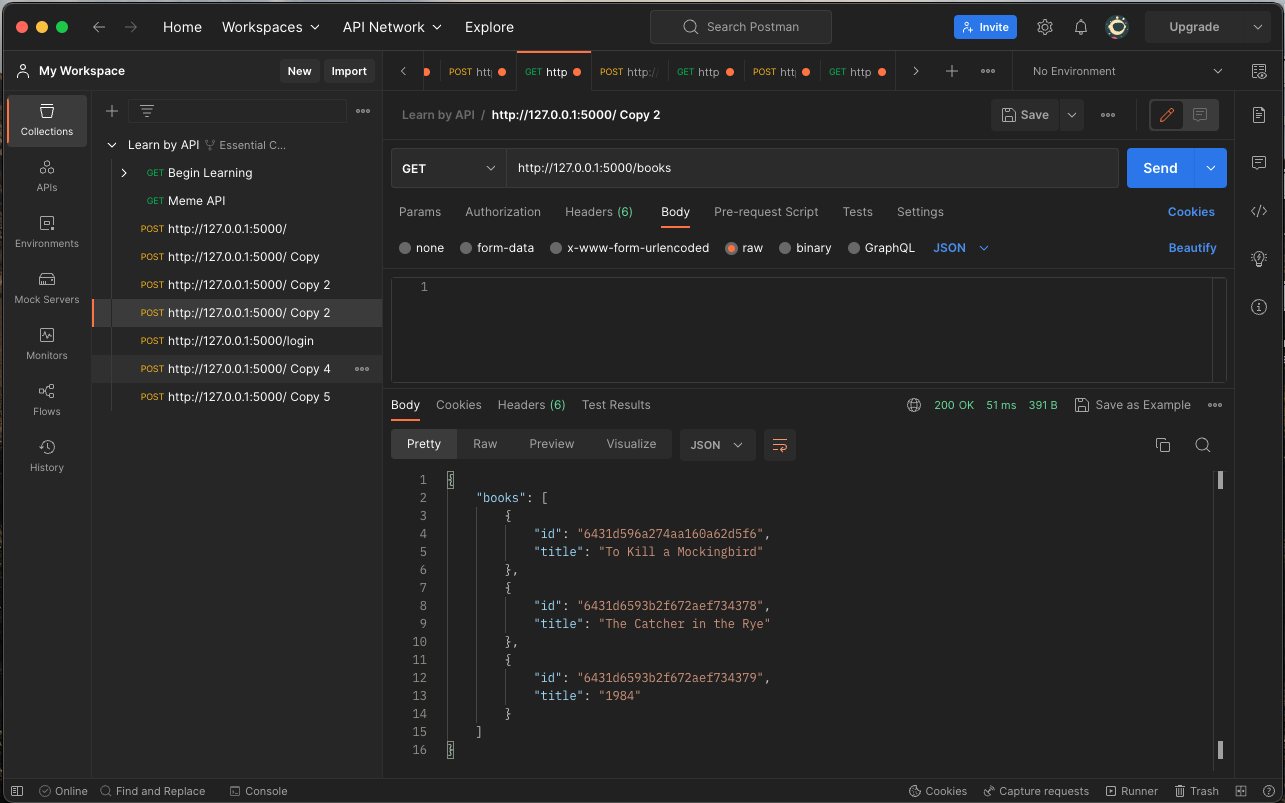 Home Workspaces API Network Explore Search Postman Invite Upgrade
My Workspace New Import
POST htt GET http POST http:/ GET http POST http GET http No Environment
Collections
APIs
Environments
Mock Servers
Monitors
Flows
History
Learn by API Essential C...
GET Begin Learning
GET Meme API
POST http://127.0.0.1:5000/
POST http://127.0.0.1:5000/ Copy
POST http://127.0.0.1:5000/ Copy 2
POST http://127.0.0.1:5000/ Copy 2
POST http://127.0.0.1:5000/login
POST http://127.0.0.1:5000/ Copy 4
POST http://127.0.0.1:5000/ Copy 5
Learn by API / http://127.0.0.1:5000/ Copy 2 Save
GET http://127.0.0.1:5000/books Send
Params Authorization Headers (6) Body Pre-request Script Tests Settings Cookies
none form-data x-www-form-urlencoded raw binary GraphQL JSON Beautify
1
Body Cookies Headers (6) Test Results 200 OK 51 ms 391 B Save as Example
Pretty Raw Preview Visualize JSON
1 {
2 "books": [
3 {
4 "id": "6431d596a274aa160a62d5f6",
5 "title": "To Kill a Mockingbird"
6 },
7 {
8 "id": "6431d6593b2f672aef734378",
9 "title": "The Catcher in the Rye"
10 },
11 {
12 "id": "6431d6593b2f672aef734379",
13 "title": "1984"
14 }
15 ]
16 }
Online Find and Replace Console Cookies Capture requests Runner Trash